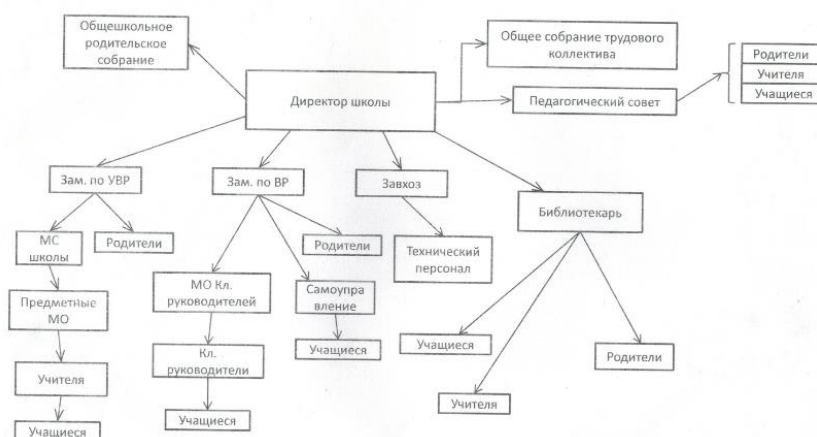 Общешкольное
родительское
собрание
Общее собрание трудового
коллектива
Директор школы
Педагогический совет
Родители
Учителя
Учащиеся
Зам. по УВР
Зам. по ВР
Завхоз
Библиотекарь
МС
школы
Родители
Родители
Технический
персонал
Предметные
МО
МО Кл.
руководителей
Самоупра
вление
Учителя
Кл.
руководители
Учащиеся
Учащиеся
Родители
Учащиеся
Учащиеся
Учителя